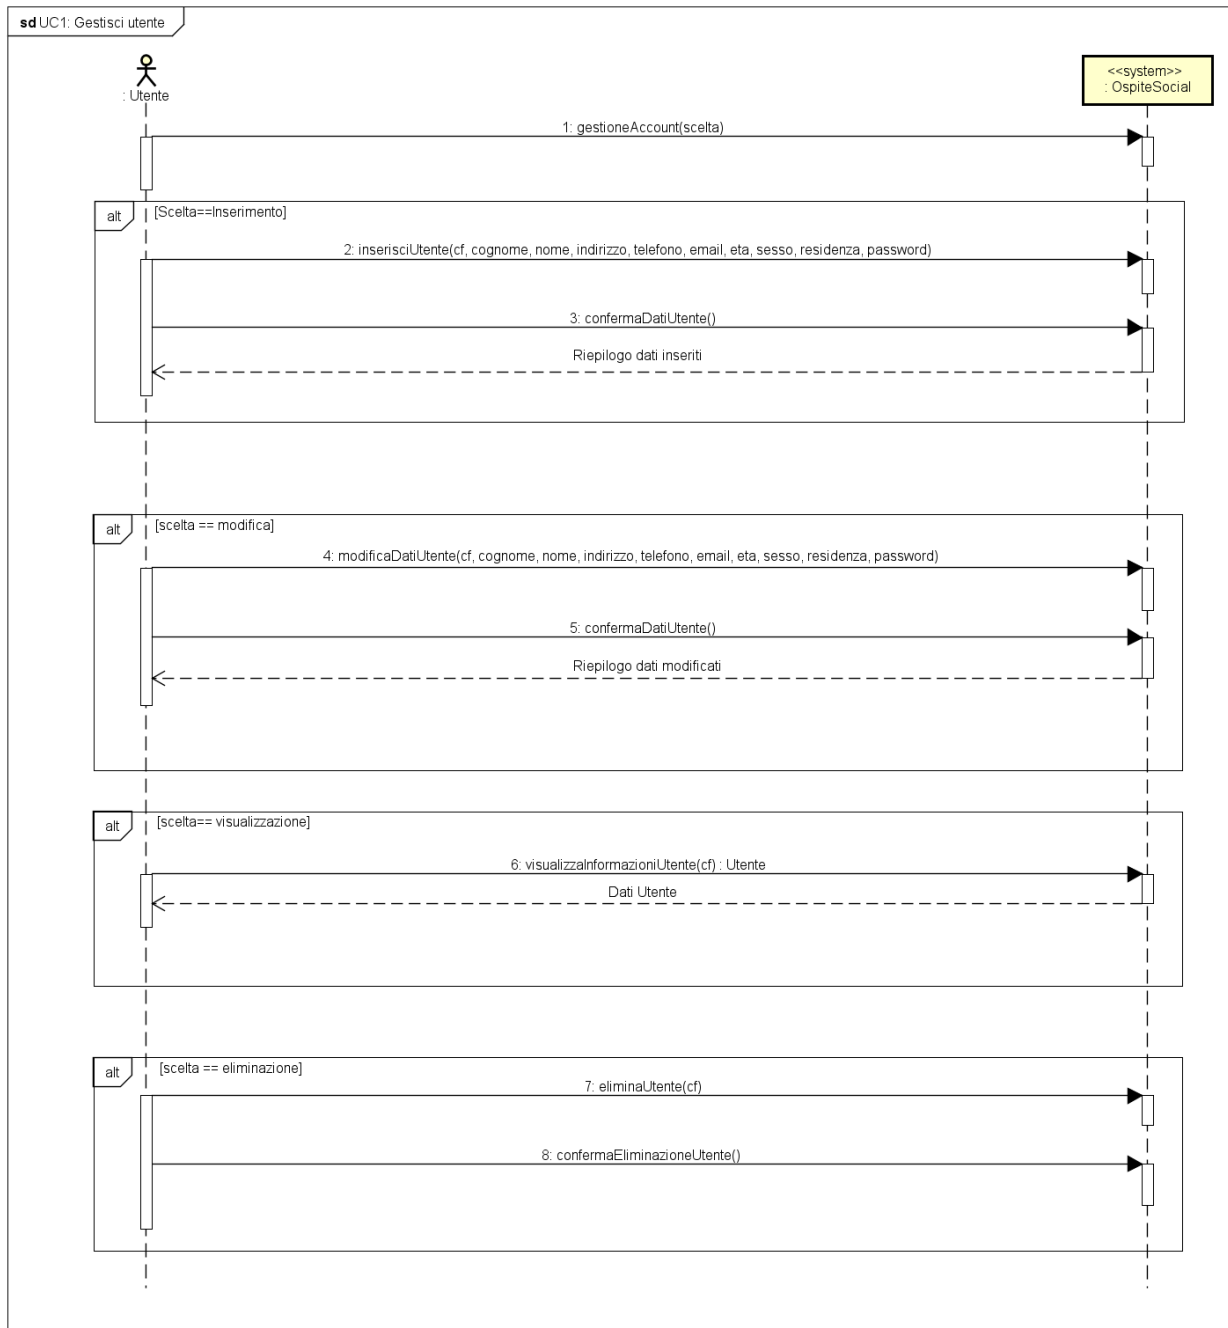 sd UC1: Gestisci utente
: Utente
<<system>>
: OspiteSocial
1: gestioneAccount(scelta)
alt
[Scelta==Inserimento]
2: inserisciUtente(cf, cognome, nome, indirizzo, telefono, email, eta, sesso, residenza, password)
3: confermaDatiUtente()
Riepilogo dati inseriti
alt
[scelta == modifica]
4: modificaDatiUtente(cf, cognome, nome, indirizzo, telefono, email, eta, sesso, residenza, password)
5: confermaDatiUtente()
Riepilogo dati modificati
alt
[scelta== visualizzazione]
6: visualizzaInformazioniUtente(cf) : Utente
Dati Utente
alt
[scelta == eliminazione]
7: eliminaUtente(cf)
8: confermaEliminazioneUtente()